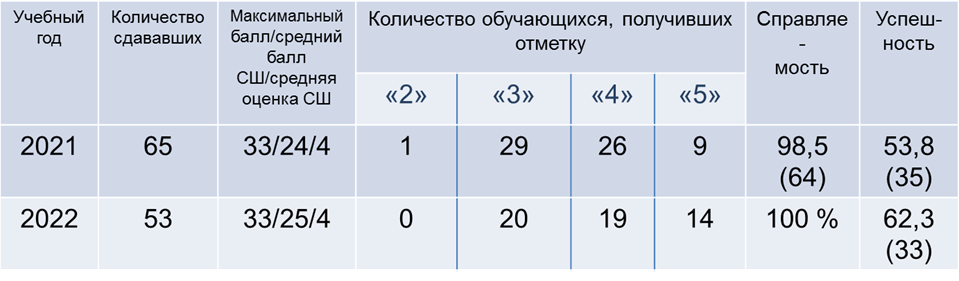 Учебный
год
Количество
сдававших
Максимальный
балл/средний
балл
СШ/средняя
оценка СШ
Количество обучающихся, получивших
отметку
Справляе
-
мость
Успеш-
ность
«2» «3» «4» «5»
2021 65 33/24/4 1 29 26 9 98,5 53,8
(64) (35)
2022 53 33/25/4 0 20 19 14 100 % 62,3
(33)